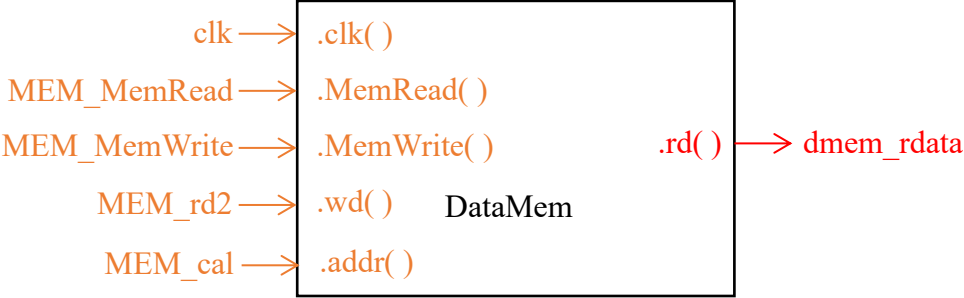 clk .clk( )
MEM_MemRead .MemRead( )
MEM_MemWrite .MemWrite( ) .rd( ) dmem_rdata
MEM_rd2 .wd( ) DataMem
MEM_cal .addr( )